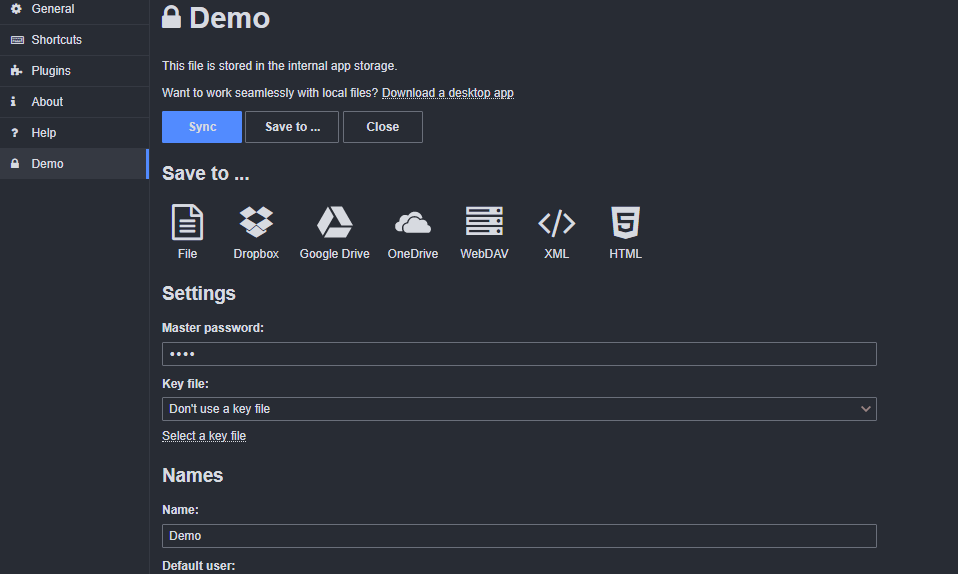 General
Shortcuts
Plugins
About
Help
Demo
Demo
This file is stored in the internal app storage.
Want to work seamlessly with local files? Download a desktop app
Sync Save to ... Close
Save to ...
File Dropbox Google Drive OneDrive WebDAV XML HTML
Settings
Master password:
••••
Key file:
Don't use a key file
Select a key file
Names
Name:
Demo
Default user: